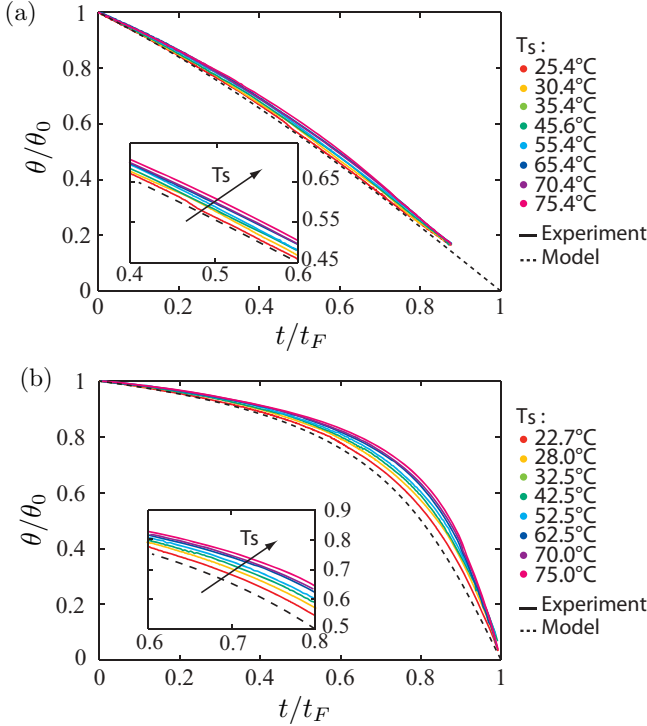 (a)
1
0.8
0.6
0.4
0.2
0
θ/θ0
Ts
0.65
0.55
0.45
0.4 0.5 0.6
0 0.2 0.4 0.6 0.8 1
t/tF
Ts :
25.4°C
30.4°C
35.4°C
45.6°C
55.4°C
65.4°C
70.4°C
75.4°C
Experiment
Model
(b)
1
0.8
0.6
0.4
0.2
0
θ/θ0
Ts
0.9
0.8
0.7
0.6
0.5
0.6 0.7 0.8
0 0.2 0.4 0.6 0.8 1
t/tF
Ts :
22.7°C
28.0°C
32.5°C
42.5°C
52.5°C
62.5°C
70.0°C
75.0°C
Experiment
Model